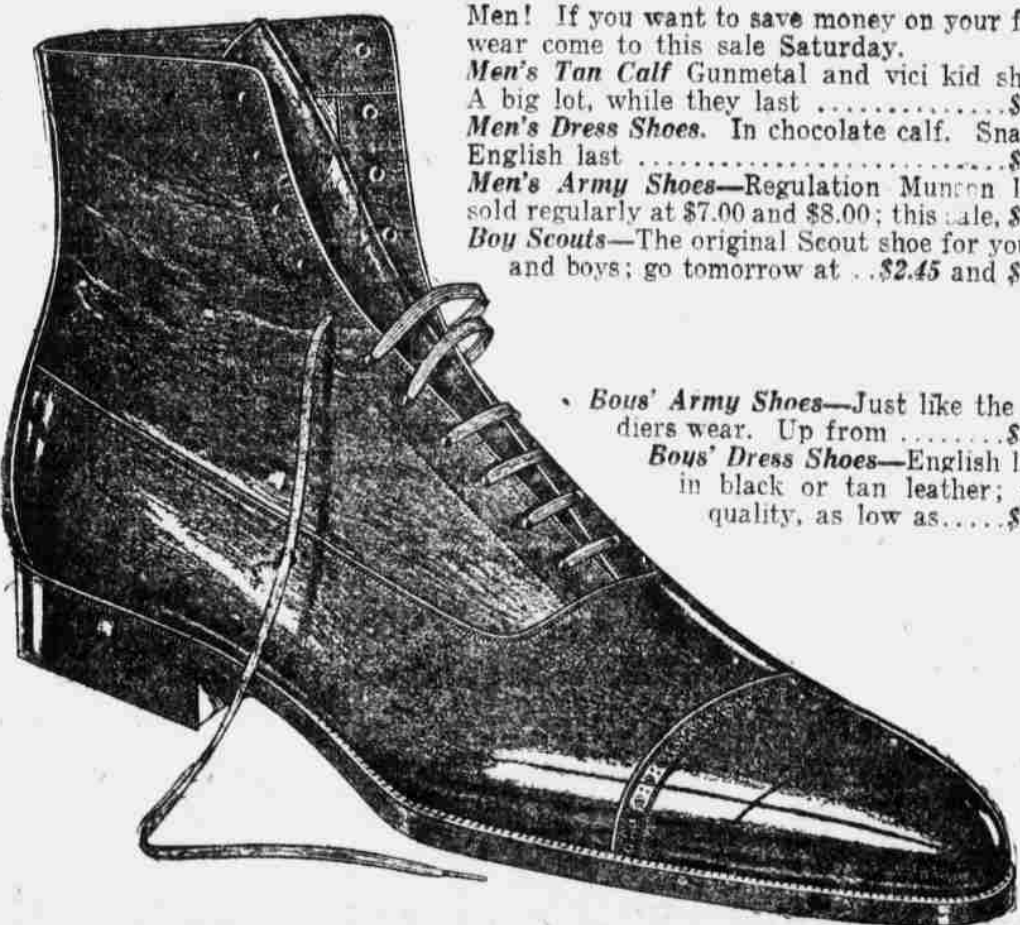 Men! If you want to save money on your f
wear come to this sale Saturday.
Men's Tan Calf Gunmetal and vici kid sh
A big lot, while they last ..............$
Men's Dress Shoes. In chocolate calf. Sna
English last ..........................$
Men's Army Shoes—Regulation l
sold regularly at $7.00 and $8.00; this $
Boy Scouts—The original Scout shoe for you
and boys; go tomorrow at ..$2.45 and $
Boys' Army Shoes—Just like the
diers wear. Up from ........$
Boys' Dress Shoes—English l
in black or tan leather;
quality, as low as.....$